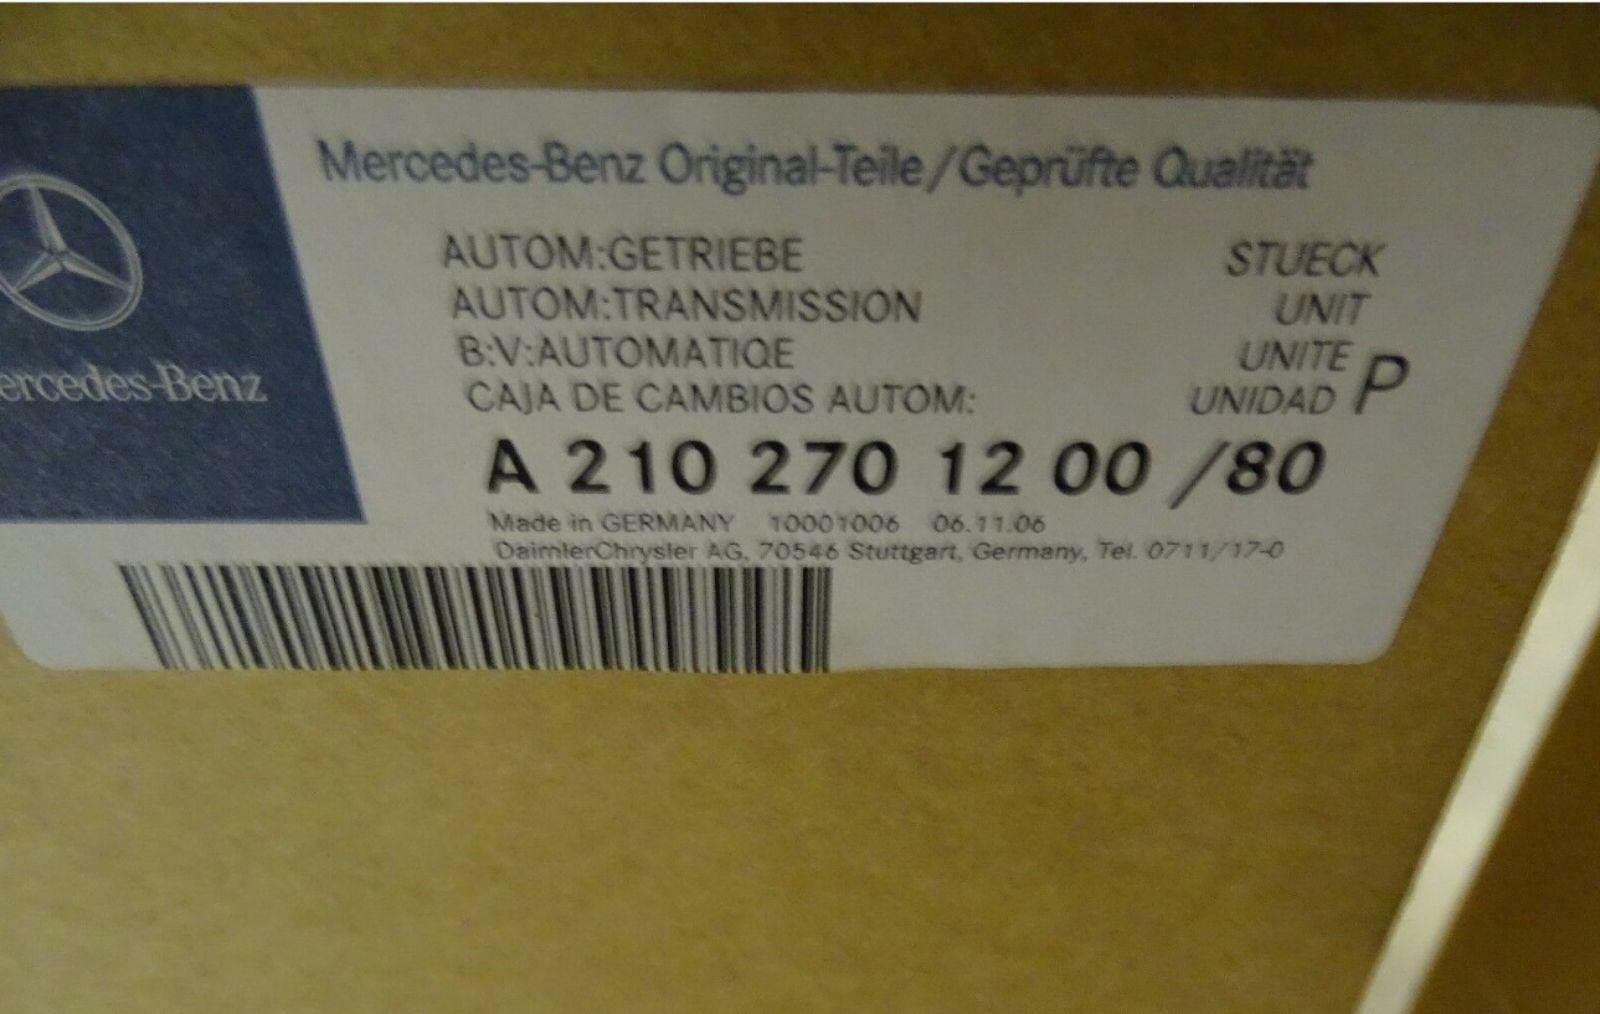 Mercedes-Benz Original-Teile/Geprüfte Qualität
AUTOM:GETRIEBE STUECK
AUTOM:TRANSMISSION UNIT
B:V:AUTOMATIQE UNITE
CAJA DE CAMBIOS AUTOM: UNIDAD P
A 210 270 12 00 /80
Made in GERMANY 10001006 06.11.06
DaimlerChrysler AG, 70546 Stuttgart, Germany, Tel. 0711/17-0
ercedes-Benz